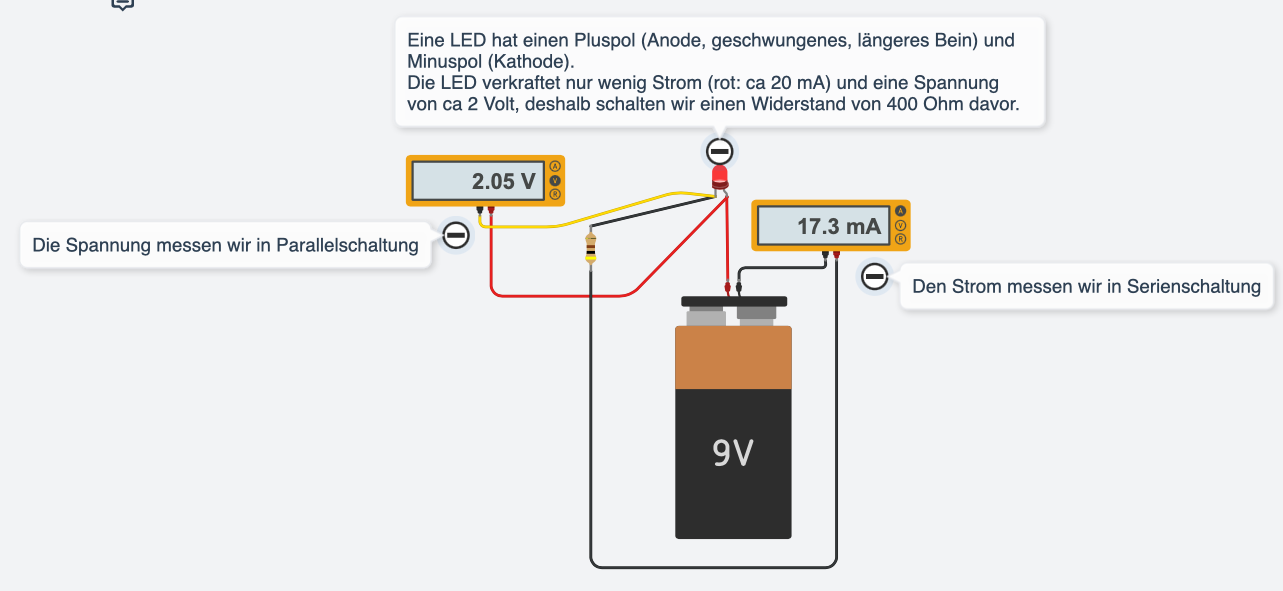 Eine LED hat einen Pluspol (Anode, geschwungenes, längeres Bein) und
Minuspol (Kathode).
Die LED verkraftet nur wenig Strom (rot: ca 20 mA) und eine Spannung
von ca 2 Volt, deshalb schalten wir einen Widerstand von 400 Ohm davor.
2.05 V
A
V
R
17.3 mA
A
V
R
Die Spannung messen wir in Parallelschaltung
Den Strom messen wir in Serienschaltung
9V